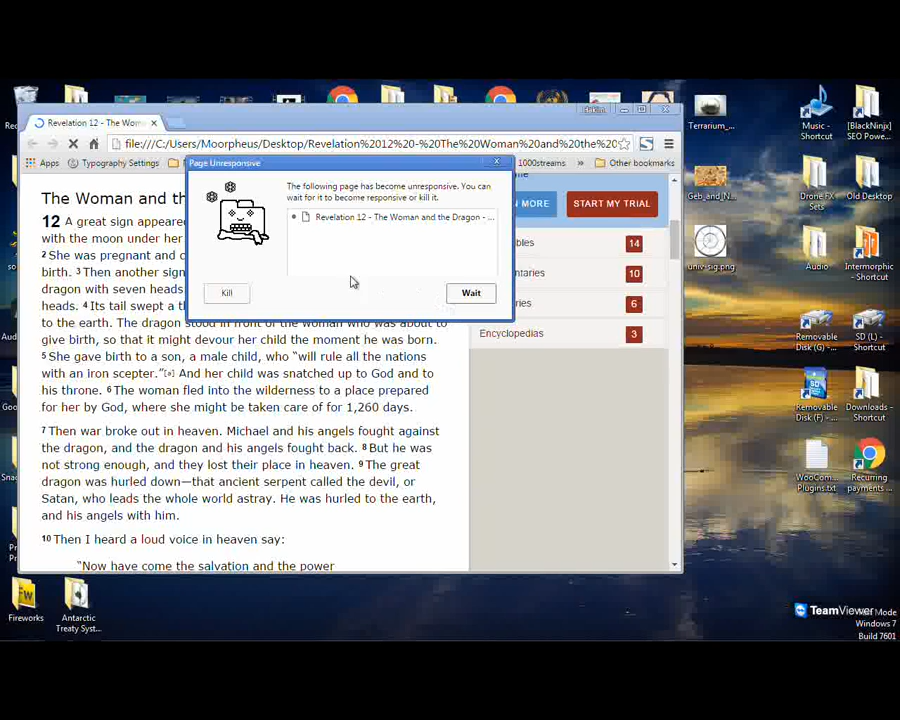 Revelation 12 - The Wom
file:///C:/Users/Moorpheus/Desktop/Revelation%2012%20-%20The%20Woman%20and%20the%20
Apps
Typography Settings
1000streams
»
Other bookmarks
Page Unresponsive
The following page has become unresponsive. You can
wait for it to become responsive or kill it.
Revelation 12 - The Woman and the Dragon - ...
Kill
Wait
The Woman and th
12 A great sign appeared
with the moon under her
2 She was pregnant and c
birth. 3 Then another sign
dragon with seven heads
heads. 4 Its tail swept a th
to the earth. The dragon stood in front of the woman who was about to
give birth, so that it might devour her child the moment he was born.
5 She gave birth to a son, a male child, who “will rule all the nations
with an iron scepter.”[a] And her child was snatched up to God and to
his throne. 6 The woman fled into the wilderness to a place prepared
for her by God, where she might be taken care of for 1,260 days.
7 Then war broke out in heaven. Michael and his angels fought against
the dragon, and the dragon and his angels fought back. 8 But he was
not strong enough, and they lost their place in heaven. 9 The great
dragon was hurled down—that ancient serpent called the devil, or
Satan, who leads the whole world astray. He was hurled to the earth,
and his angels with him.
10 Then I heard a loud voice in heaven say:
“Now have come the salvation and the power
N MORE
START MY TRIAL
bles
14
ntaries
10
ries
6
Encyclopedias
3
Terrarium_...
Geb_and_N...
univ-sig.png
Music -
Shortcut
[BlackNinjx]
SG All
Drone FX
Sets
Old Desktop
Audio
Intermorphic
- Shortcut
Removable
Disk (G) - ...
SD (L) -
Shortcut
Removable
Disk (F) - ...
Downloads -
Shortcut
WooCom...
Plugins.txt
Recurring
payments ...
Rec
so
Aud
Goo
Sna
Fireworks
Antarctic
Treaty Syst...
TeamViewer
Mode
Windows 7
Build 7601